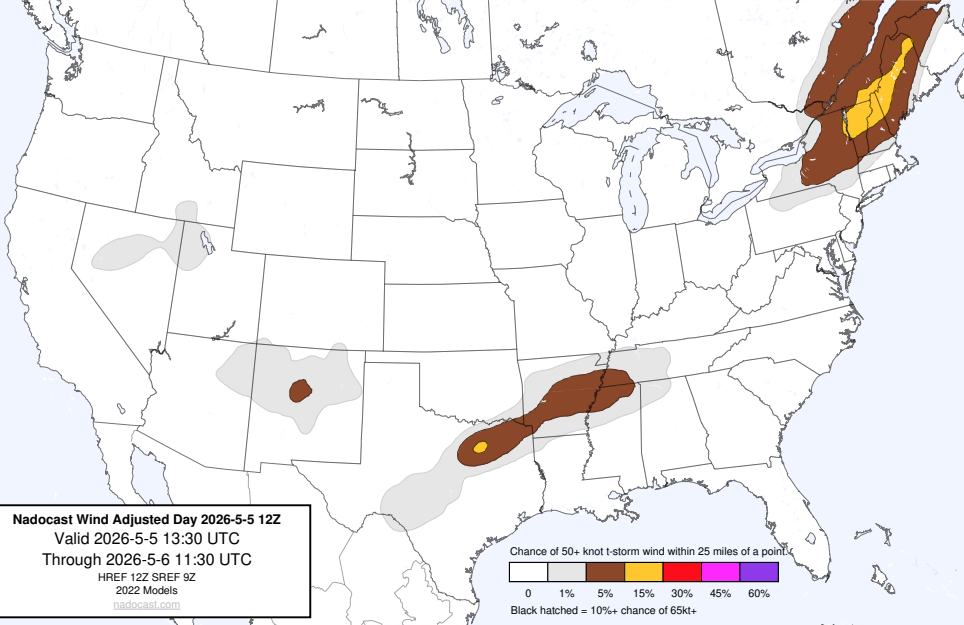 Nadocast Wind Adjusted Day 2026-5-5 12Z
Valid 2026-5-5 13:30 UTC
Through 2026-5-6 11:30 UTC
HREF 12Z SREF 9Z
2022 Models
nadocast.com
Chance of 50+ knot t-storm wind within 25 miles of a point.
0 1% 5% 15% 30% 45% 60%
Black hatched = 10%+ chance of 65kt+